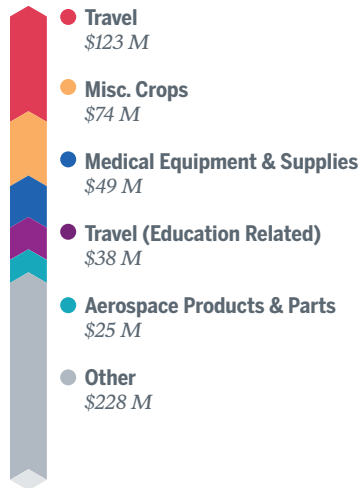 Travel
$123 M
Misc. Crops
$74 M
Medical Equipment & Supplies
$49 M
Travel (Education Related)
$38 M
Aerospace Products & Parts
$25 M
Other
$228 M